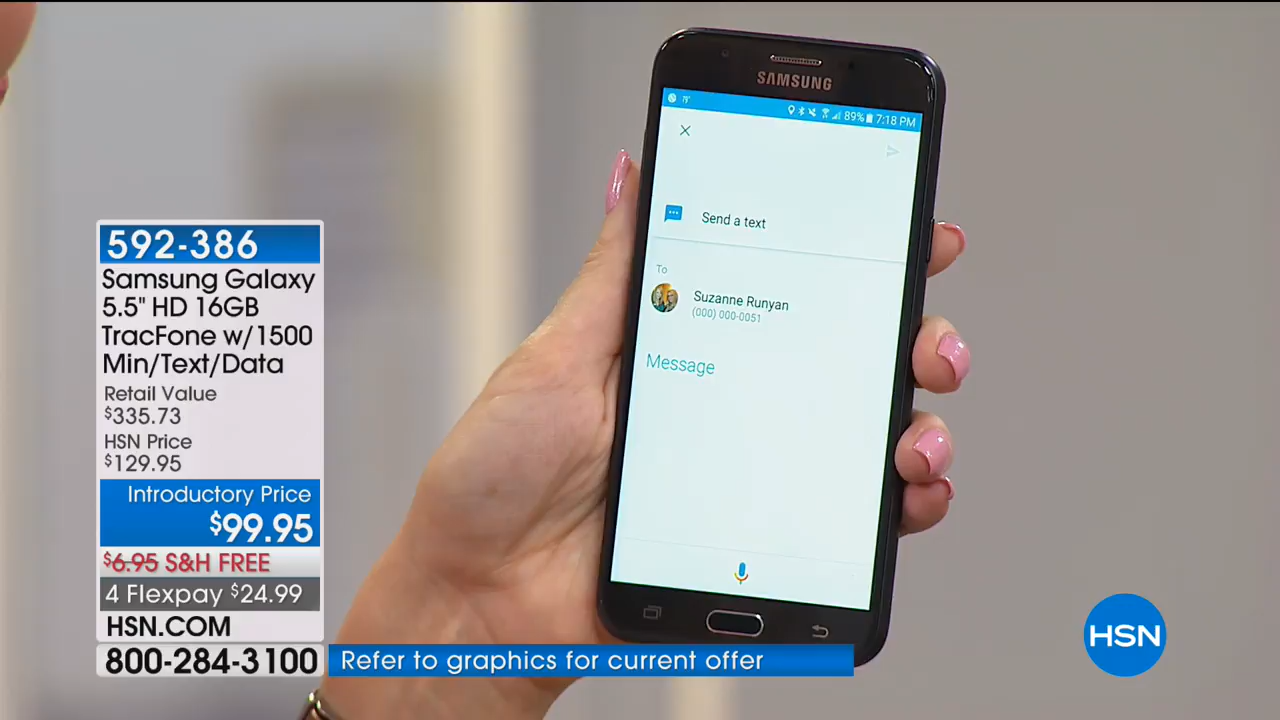 SAMSUNG
75°
89% 7:18 PM
Send a text
To
Suzanne Runyan
(000) 000-0051
Message
592-386
Samsung Galaxy
5.5" HD 16GB
TracFone w/1500
Min/Text/Data
Retail Value
$335.73
HSN Price
$129.95
Introductory Price
$99.95
$6.95 S&H FREE
4 Flexpay $24.99
HSN.COM
800-284-3100
Refer to graphics for current offer
HSN